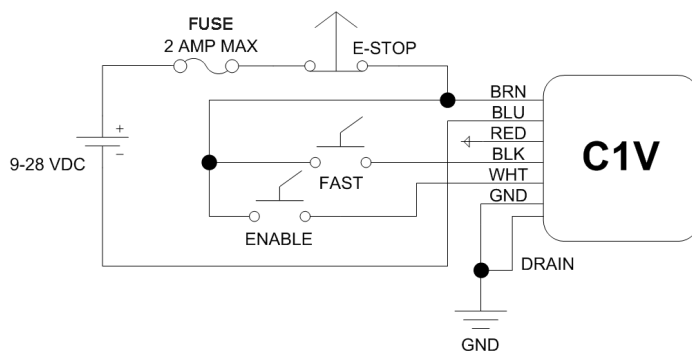 FUSE
2 AMP MAX
E-STOP
+
−
9-28 VDC
BRN
BLU
RED
BLK
WHT
GND
C1V
FAST
ENABLE
DRAIN
GND